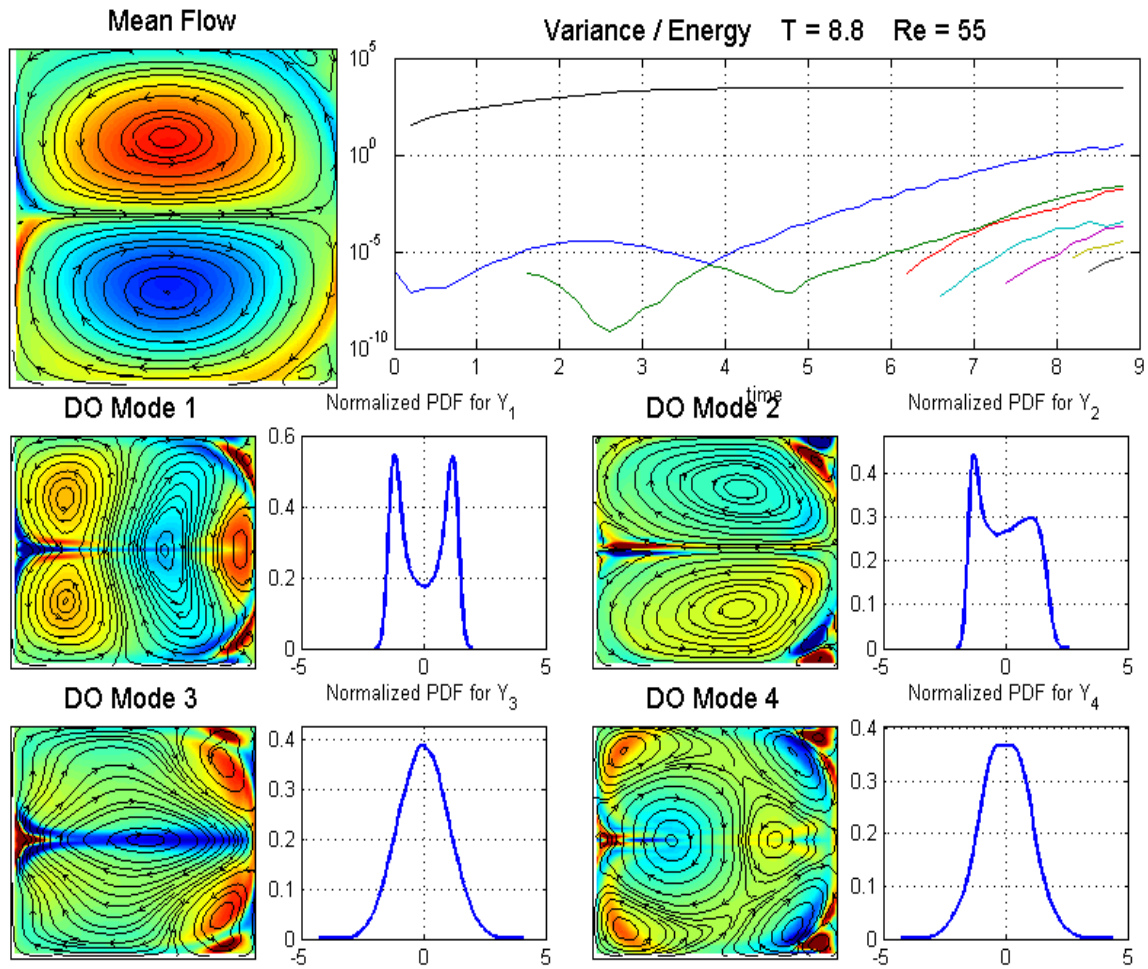 Mean Flow
Variance / Energy T = 8.8 Re = 55
10^5
10^0
10^-5
10^-10
0 1 2 3 4 5 6 7 8 9
time
DO Mode 1
Normalized PDF for Y_1
DO Mode 2
Normalized PDF for Y_2
0.6
0.4
0.2
0
-5 0 5
0.4
0.3
0.2
0.1
0
-5 0 5
DO Mode 3
Normalized PDF for Y_3
DO Mode 4
Normalized PDF for Y_4
0.4
0.3
0.2
0.1
0
-5 0 5
0.4
0.3
0.2
0.1
0
-5 0 5